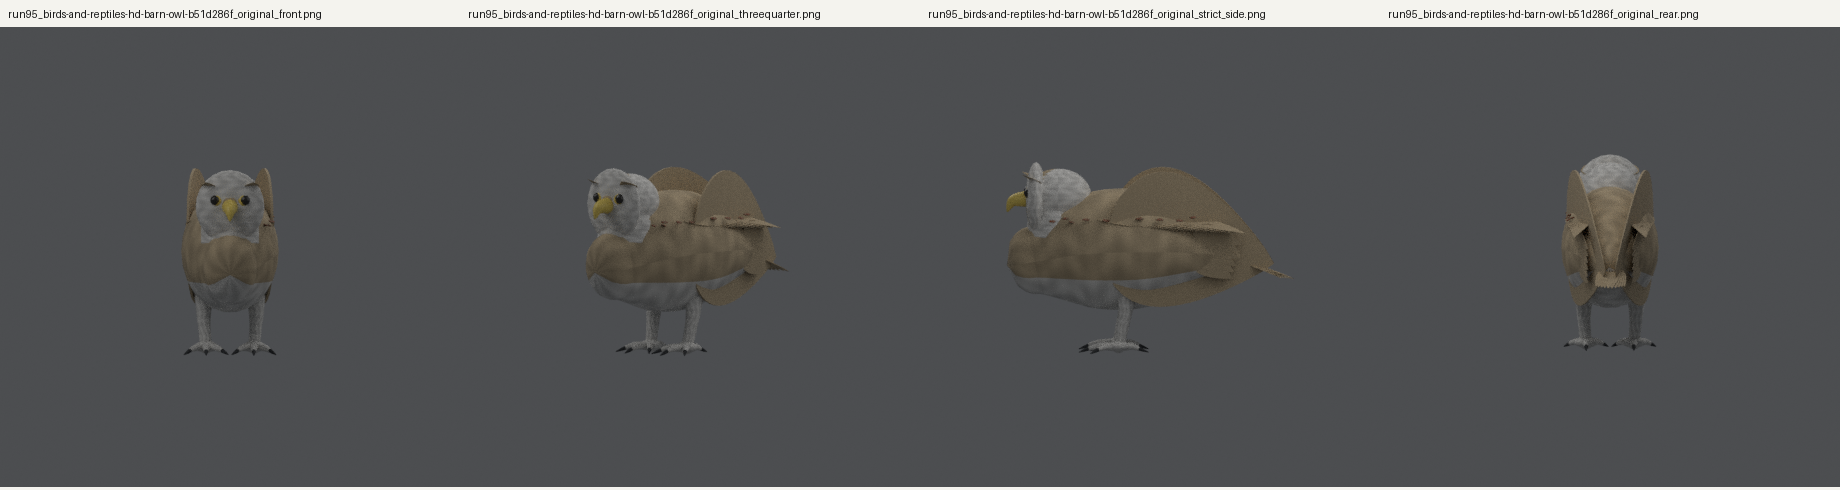 run95_birds-and-reptiles-hd-barn-owl-b51d286f_original_front.png
run95_birds-and-reptiles-hd-barn-owl-b51d286f_original_threequarter.png
run95_birds-and-reptiles-hd-barn-owl-b51d286f_original_strict_side.png
run95_birds-and-reptiles-hd-barn-owl-b51d286f_original_rear.png